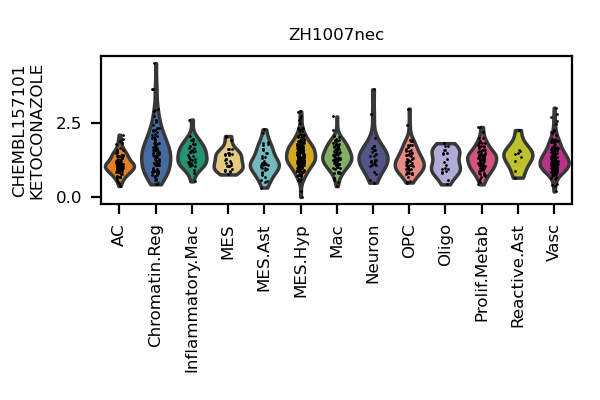 ZH1007nec
CHEMBL157101
KETOCONAZOLE
2.5
0.0
AC
Chromatin.Reg
Inflammatory.Mac
MES
MES.Ast
MES.Hyp
Mac
Neuron
OPC
Oligo
Prolif.Metab
Reactive.Ast
Vasc